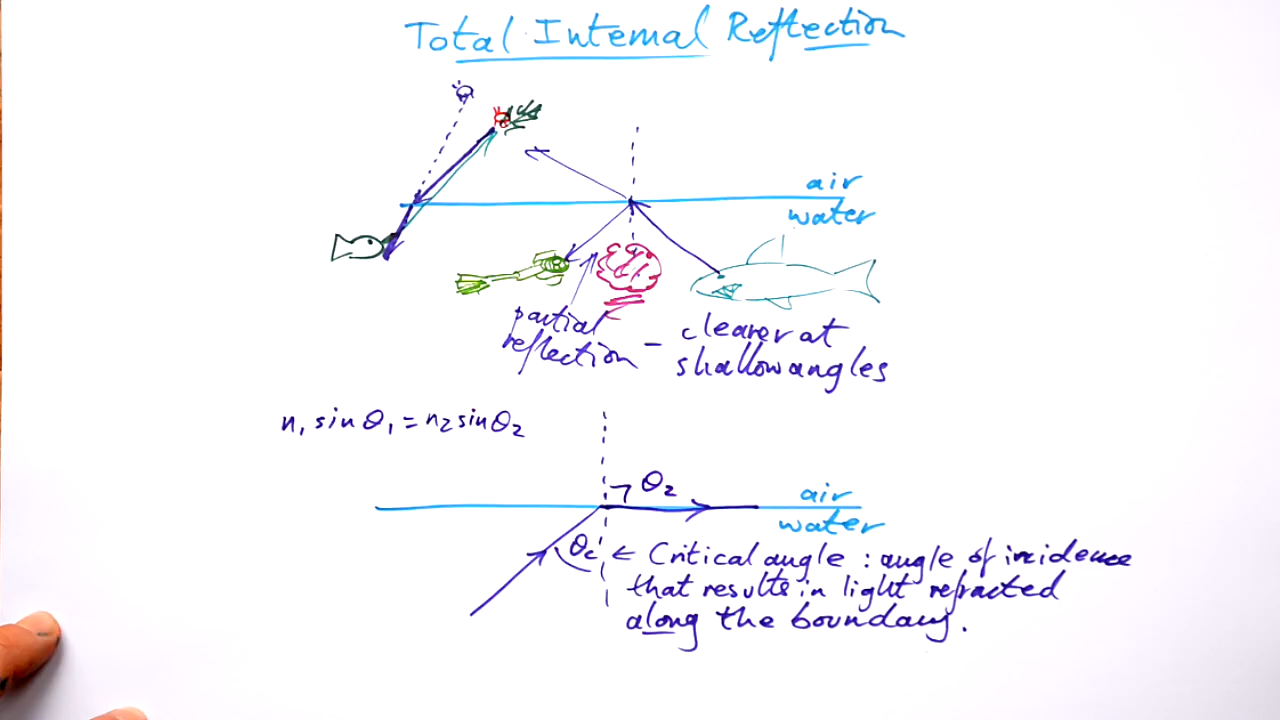 Total Internal Reflection
air
water
partial
reflection – clearer at
shallow angles
n₁ sin θ₁ = n₂ sin θ₂
θ₂
air
water
θc ← Critical angle : angle of incidence
that results in light refracted
along the boundary.